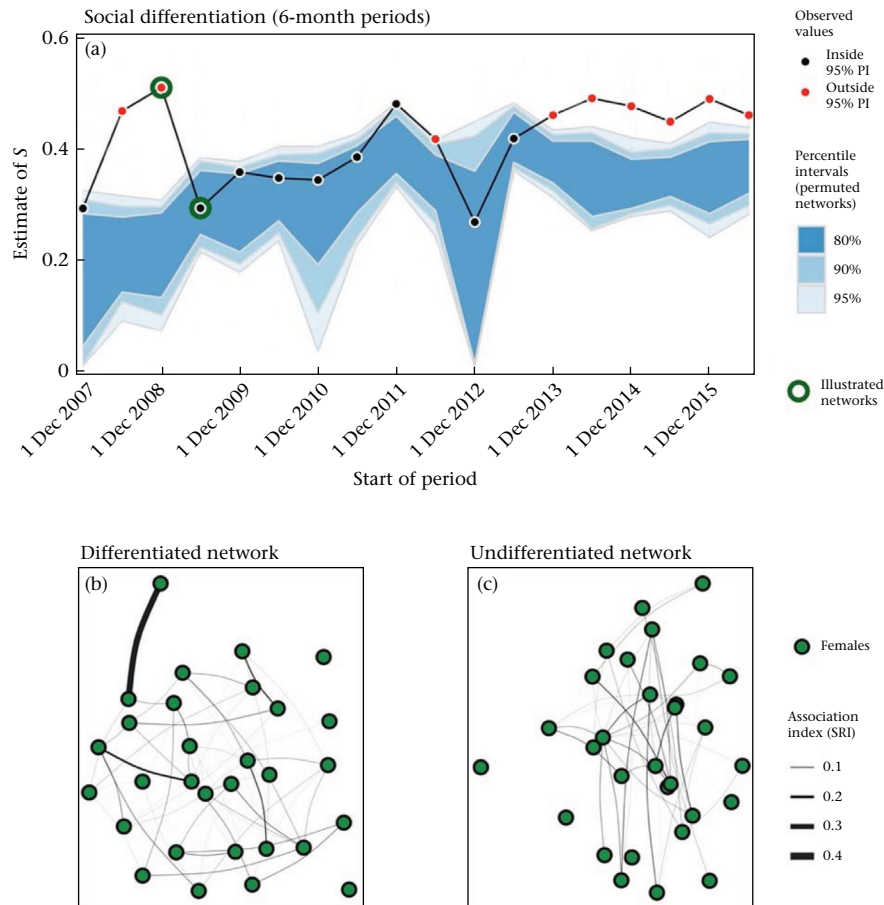 Social differentiation (6-month periods)
(a)
0.6
0.4
0.2
0
Estimate of S
1 Dec 2007
1 Dec 2008
1 Dec 2009
1 Dec 2010
1 Dec 2011
1 Dec 2012
1 Dec 2013
1 Dec 2014
1 Dec 2015
Start of period
Observed
values
Inside
95% PI
Outside
95% PI
Percentile
intervals
(permuted
networks)
80%
90%
95%
Illustrated
networks
Differentiated network
(b)
Undifferentiated network
(c)
Females
Association
index (SRI)
0.1
0.2
0.3
0.4